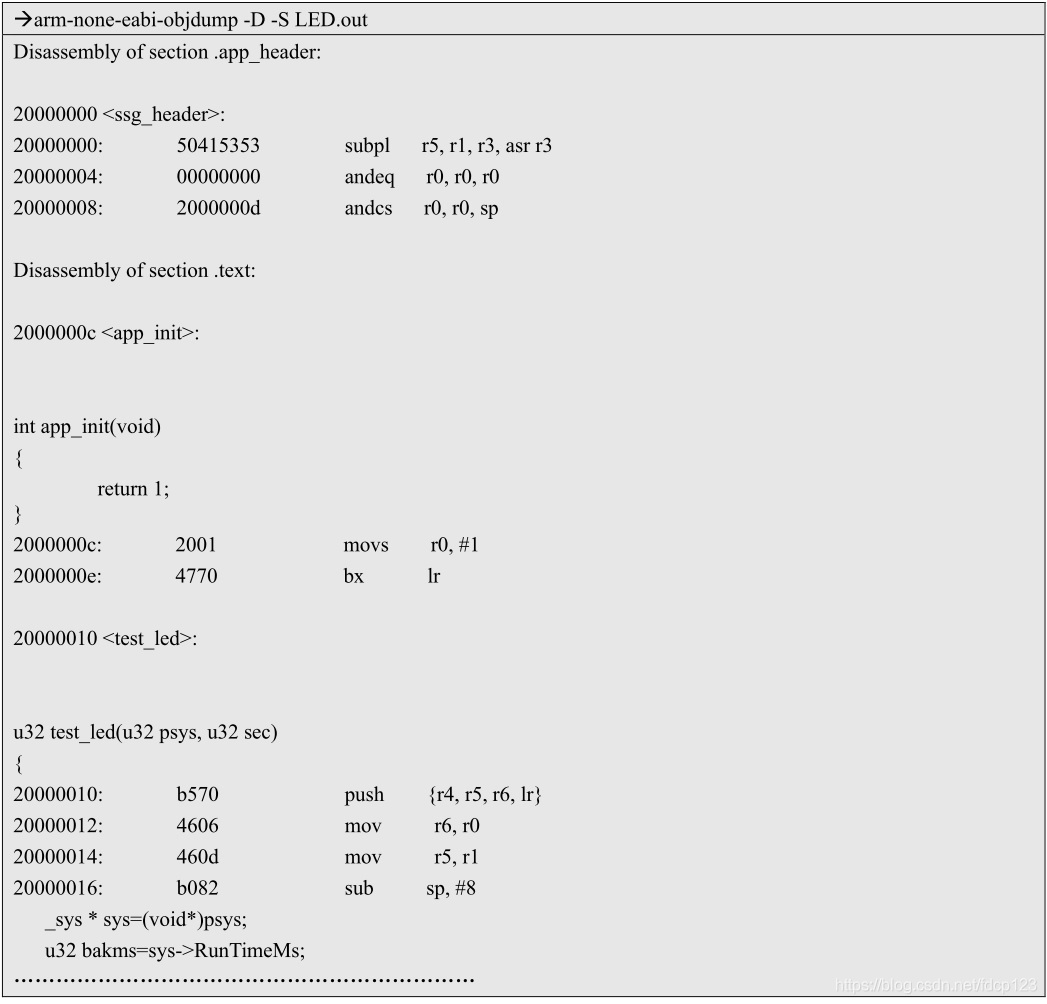 →arm-none-eabi-objdump -D -S LED.out
Disassembly of section .app_header:
20000000 <ssg_header>:
20000000: 50415353 subpl r5, r1, r3, asr r3
20000004: 00000000 andeq r0, r0, r0
20000008: 2000000d andcs r0, r0, sp
Disassembly of section .text:
2000000c <app_init>:
int app_init(void)
{
return 1;
}
2000000c: 2001 movs r0, #1
2000000e: 4770 bx lr
20000010 <test_led>:
u32 test_led(u32 psys, u32 sec)
{
20000010: b570 push {r4, r5, r6, lr}
20000012: 4606 mov r6, r0
20000014: 460d mov r5, r1
20000016: b082 sub sp, #8
_sys * sys=(void*)psys;
u32 bakms=sys->RunTimeMs;
………………………………………………………
https://blog.csdn.net/fdcp123